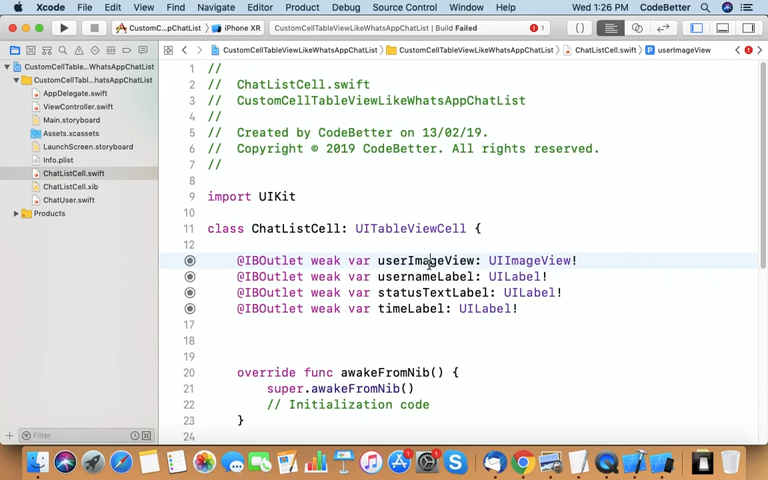 Xcode File Edit View Find Navigate Editor Product Debug Source Control Window Wed 1:26 PM CodeBetter
CustomC...pChatList iPhone XR CustomCellTableViewLikeWhatsAppChatList | Build Failed 1
CustomCellTableViewLikeWhatsAppChatList CustomCellTableViewLikeWhatsAppChatList ChatListCell.swift userImageView
CustomCellTable...WhatsAppChatList
CustomCellTabl...hatsAppChatList
AppDelegate.swift
ViewController.swift
Main.storyboard
Assets.xcassets
LaunchScreen.storyboard
Info.plist
ChatListCell.swift
ChatListCell.xib
ChatUser.swift
Products
Filter
1 //
2 // ChatListCell.swift
3 // CustomCellTableViewLikeWhatsAppChatList
4 //
5 // Created by CodeBetter on 13/02/19.
6 // Copyright © 2019 CodeBetter. All rights reserved.
7 //
8
9 import UIKit
10
11 class ChatListCell: UITableViewCell {
12
@IBOutlet weak var userImageView: UIImageView!
@IBOutlet weak var usernameLabel: UILabel!
@IBOutlet weak var statusTextLabel: UILabel!
@IBOutlet weak var timeLabel: UILabel!
17
18
19
20 override func awakeFromNib() {
21 super.awakeFromNib()
22 // Initialization code
23 }
24